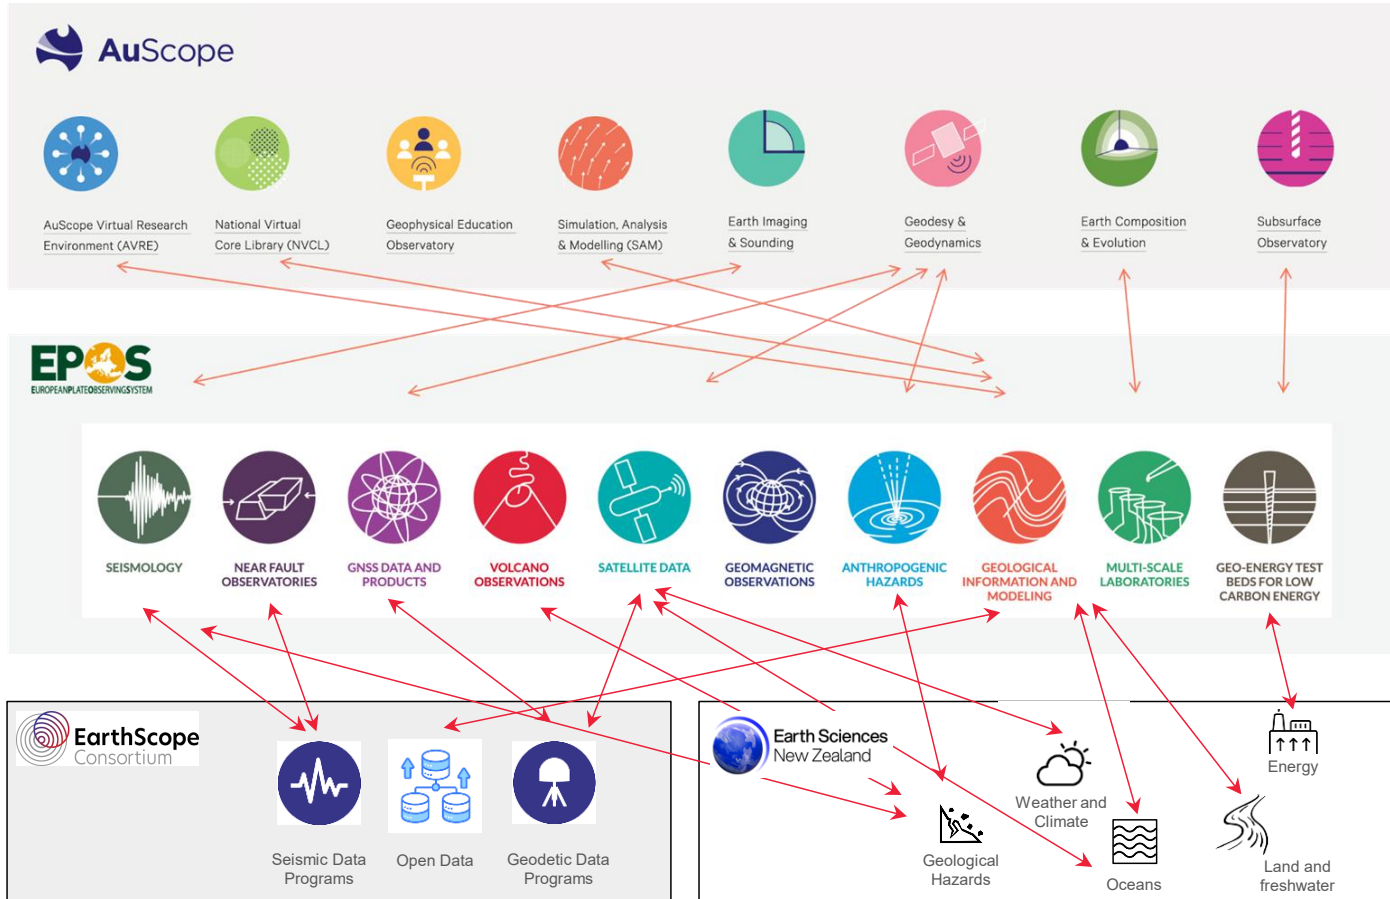 AuScope
AuScope Virtual Research
Environment (AVRE)
National Virtual
Core Library (NVCL)
Geophysical Education
Observatory
Simulation, Analysis
& Modelling (SAM)
Earth Imaging
& Sounding
Geodesy &
Geodynamics
Earth Composition
& Evolution
Subsurface
Observatory
EPOS
EUROPEANPLATEOBSERVINGSYSTEM
SEISMOLOGY
NEAR FAULT
OBSERVATORIES
GNSS DATA AND
PRODUCTS
VOLCANO
OBSERVATIONS
SATELLITE DATA
GEOMAGNETIC
OBSERVATIONS
ANTHROPOGENIC
HAZARDS
GEOLOGICAL
INFORMATION AND
MODELING
MULTI-SCALE
LABORATORIES
GEO-ENERGY TEST
BEDS FOR LOW
CARBON ENERGY
EarthScope
Consortium
Seismic Data
Programs
Open Data
Geodetic Data
Programs
Earth Sciences
New Zealand
Geological
Hazards
Weather and
Climate
Oceans
Energy
Land and
freshwater